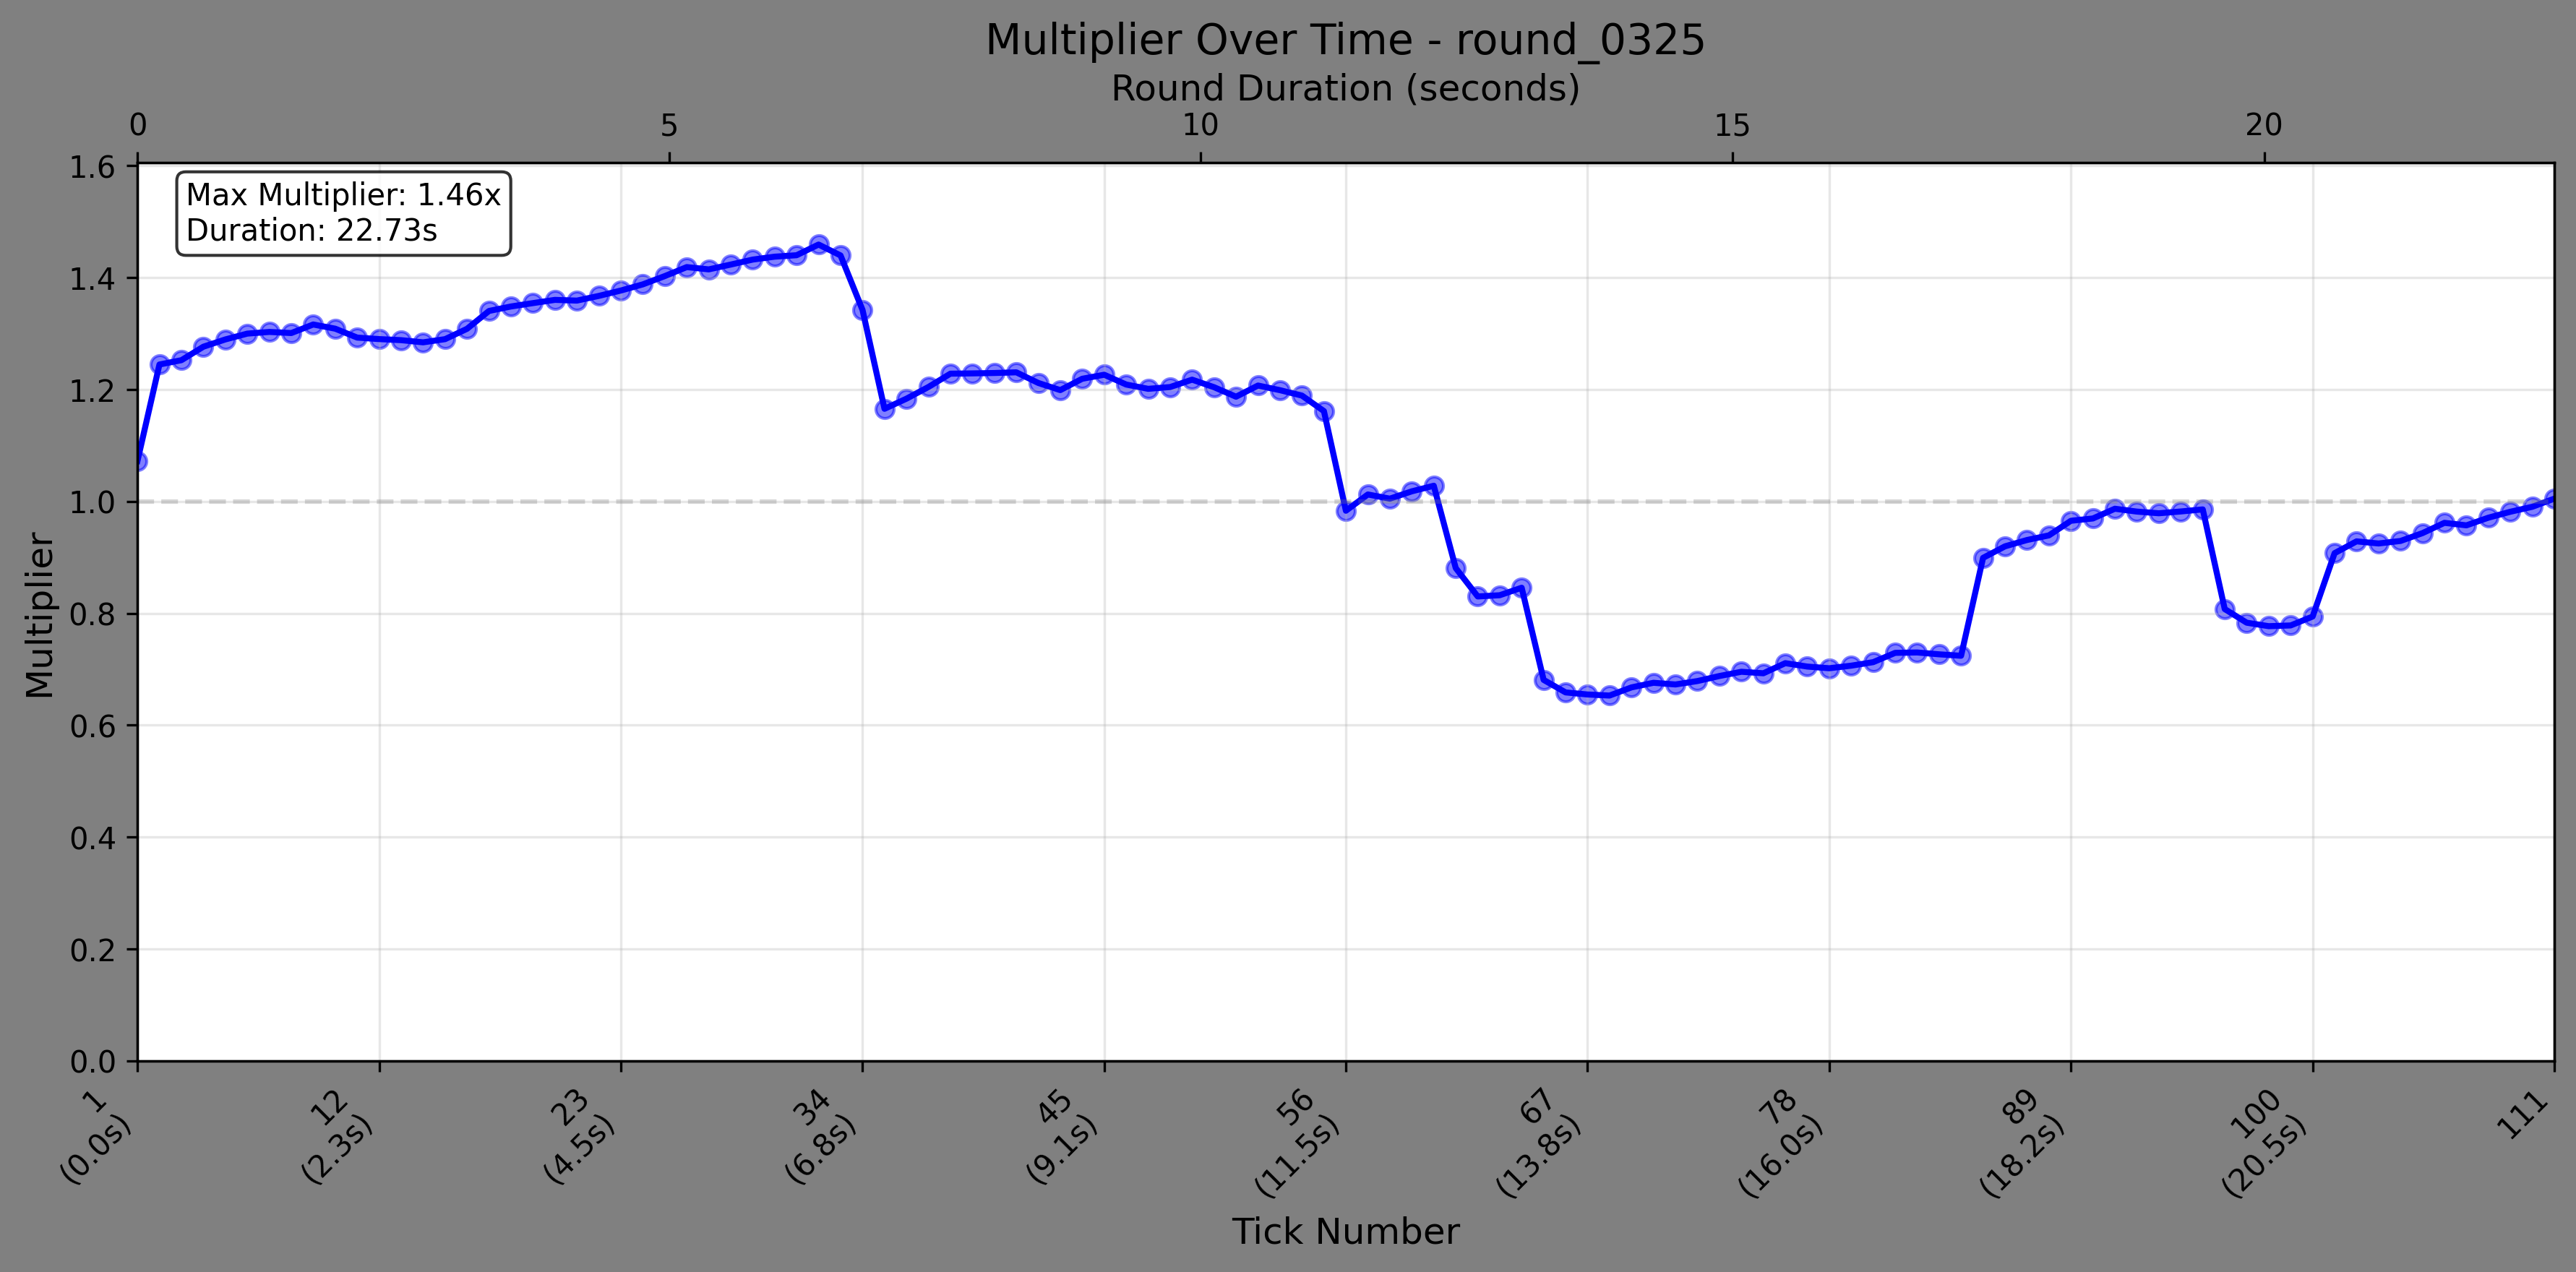 Multiplier Over Time - round_0325
Round Duration (seconds)
0 5 10 15 20
Max Multiplier: 1.46x
Duration: 22.73s
Multiplier
1.6
1.4
1.2
1.0
0.8
0.6
0.4
0.2
0.0
1
(0.0s)
12
(2.3s)
23
(4.5s)
34
(6.8s)
45
(9.1s)
56
(11.5s)
67
(13.8s)
78
(16.0s)
89
(18.2s)
100
(20.5s)
111
Tick Number